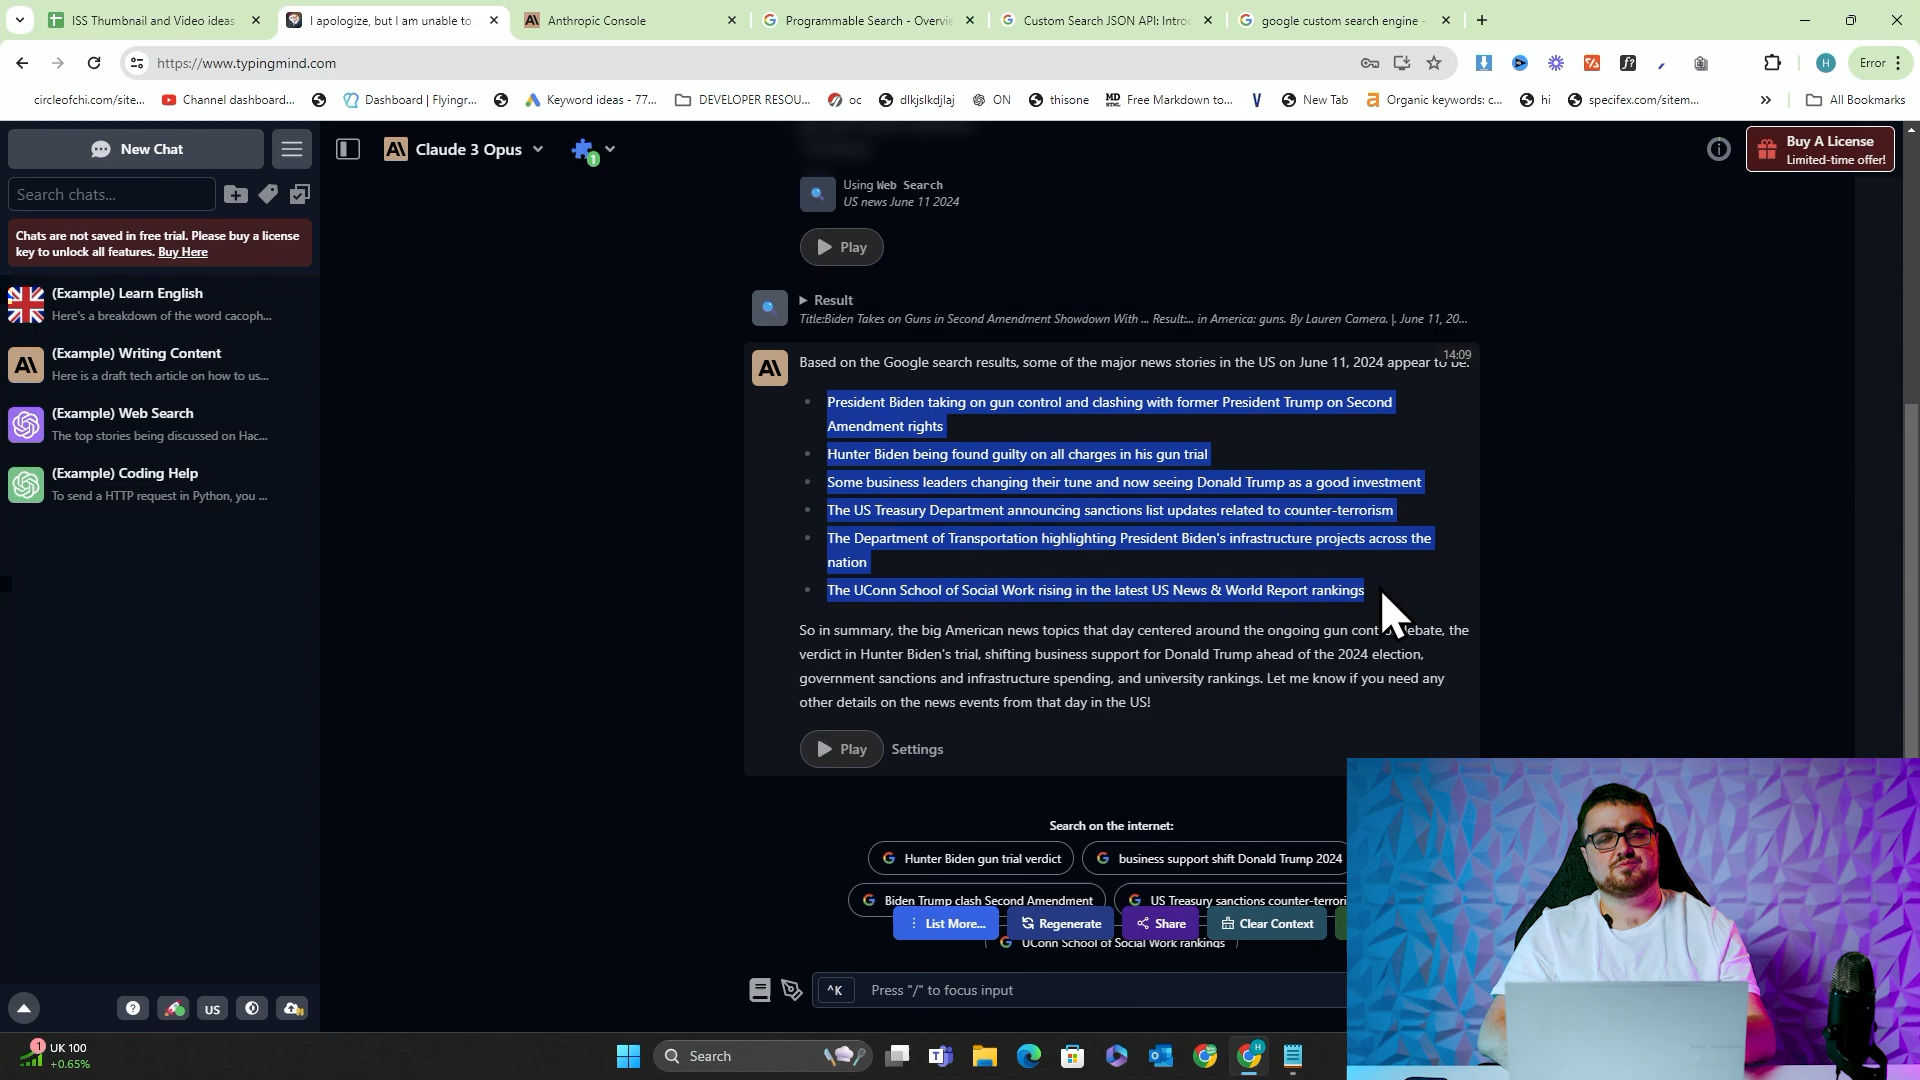 ISS Thumbnail and Video ideas
I apologize, but I am unable to
Anthropic Console
Programmable Search - Overvie
Custom Search JSON API: Intro
google custom search engine -
https://www.typingmind.com
Error
circleofchi.com/site...
Channel dashboard...
Dashboard | Flyingr...
Keyword ideas - 77...
DEVELOPER RESOU...
oc
dlkjslkdjlaj
ON
thisone
Free Markdown to...
New Tab
Organic keywords: c...
hi
specifex.com/sitem...
All Bookmarks
New Chat
Claude 3 Opus
1
Buy A License
Limited-time offer!
Search chats...
Chats are not saved in free trial. Please buy a license
key to unlock all features. Buy Here
(Example) Learn English
Here's a breakdown of the word cacoph...
(Example) Writing Content
Here is a draft tech article on how to us...
(Example) Web Search
The top stories being discussed on Hac...
(Example) Coding Help
To send a HTTP request in Python, you ...
Using Web Search
US news June 11 2024
Play
Result
Title:Biden Takes on Guns in Second Amendment Showdown With ... Result:... in America: guns. By Lauren Camera. |. June 11, 20...
14:09
Based on the Google search results, some of the major news stories in the US on June 11, 2024 appear to be:
President Biden taking on gun control and clashing with former President Trump on Second
Amendment rights
Hunter Biden being found guilty on all charges in his gun trial
Some business leaders changing their tune and now seeing Donald Trump as a good investment
The US Treasury Department announcing sanctions list updates related to counter-terrorism
The Department of Transportation highlighting President Biden's infrastructure projects across the
nation
The UConn School of Social Work rising in the latest US News & World Report rankings
So in summary, the big American news topics that day centered around the ongoing gun control debate, the
verdict in Hunter Biden's trial, shifting business support for Donald Trump ahead of the 2024 election,
government sanctions and infrastructure spending, and university rankings. Let me know if you need any
other details on the news events from that day in the US!
Play Settings
Search on the internet:
Hunter Biden gun trial verdict
business support shift Donald Trump 2024
Biden Trump clash Second Amendment
US Treasury sanctions counter-terrori
List More...
Regenerate
Share
Clear Context
UConn School of Social Work rankings
^K
Press "/" to focus input
US
1
UK 100
+0.65%
Search